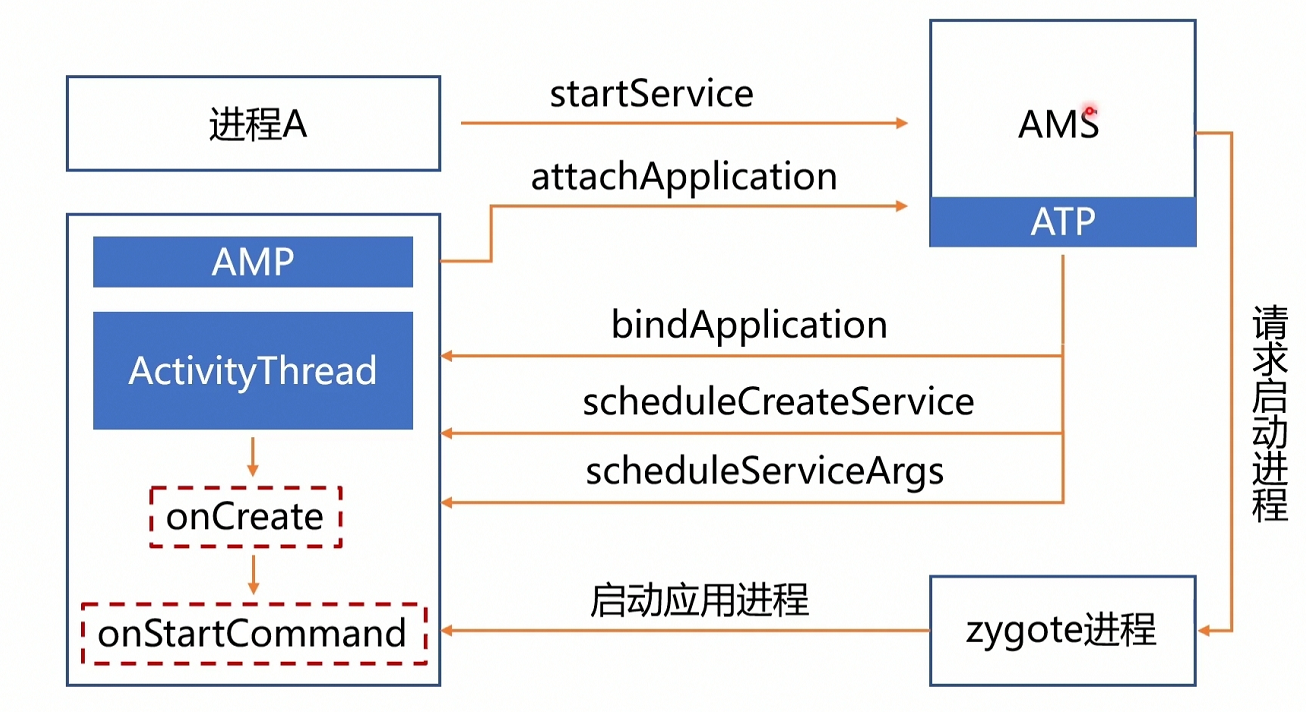 进程A
startService
AMS
attachApplication
ATP
AMP
bindApplication
ActivityThread
scheduleCreateService
scheduleServiceArgs
onCreate
请求启动进程
启动应用进程
onStartCommand
zygote进程